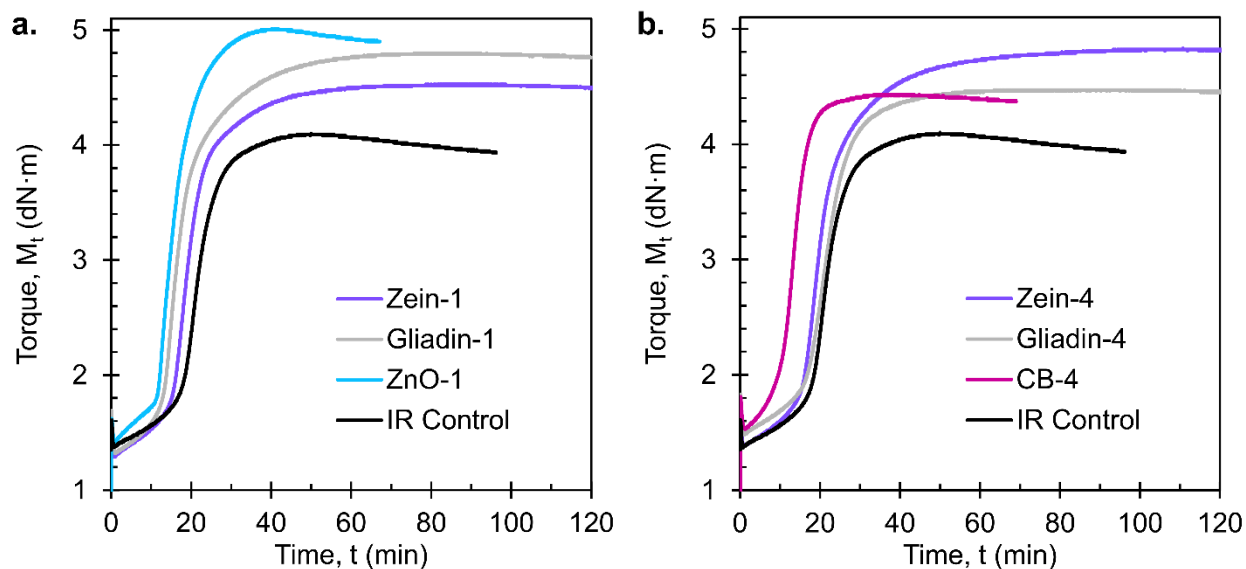 a.
5
4
3
2
1
Torque, Mt (dN·m)
Zein-1
Gliadin-1
ZnO-1
IR Control
0 20 40 60 80 100 120
Time, t (min)
b.
5
4
3
2
1
Torque, Mt (dN·m)
Zein-4
Gliadin-4
CB-4
IR Control
0 20 40 60 80 100 120
Time, t (min)